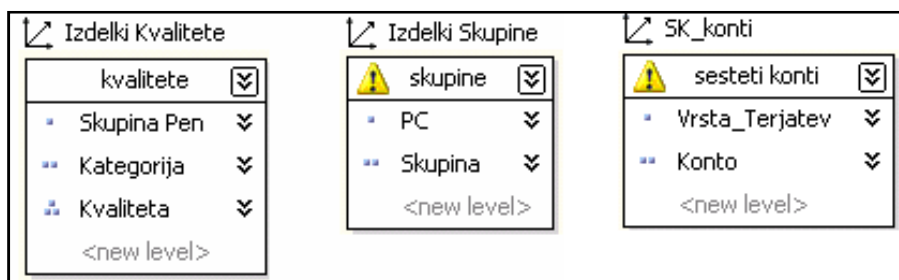 Izdelki Kvalitete
kvalitete
Skupina Pen
Kategorija
Kvaliteta
<new level>
Izdelki Skupine
skupine
PC
Skupina
<new level>
SK_konti
sesteti konti
Vrsta_Terjatev
Konto
<new level>